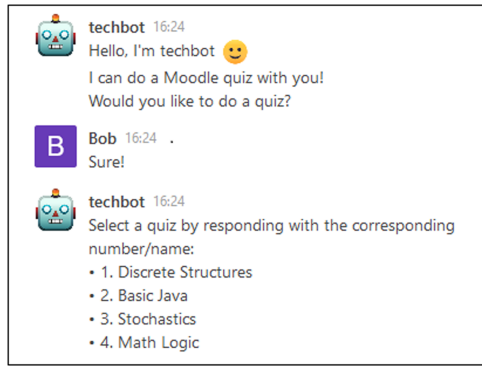 techbot 16:24
Hello, I'm techbot
I can do a Moodle quiz with you!
Would you like to do a quiz?
B
Bob 16:24 .
Sure!
techbot 16:24
Select a quiz by responding with the corresponding
number/name:
• 1. Discrete Structures
• 2. Basic Java
• 3. Stochastics
• 4. Math Logic